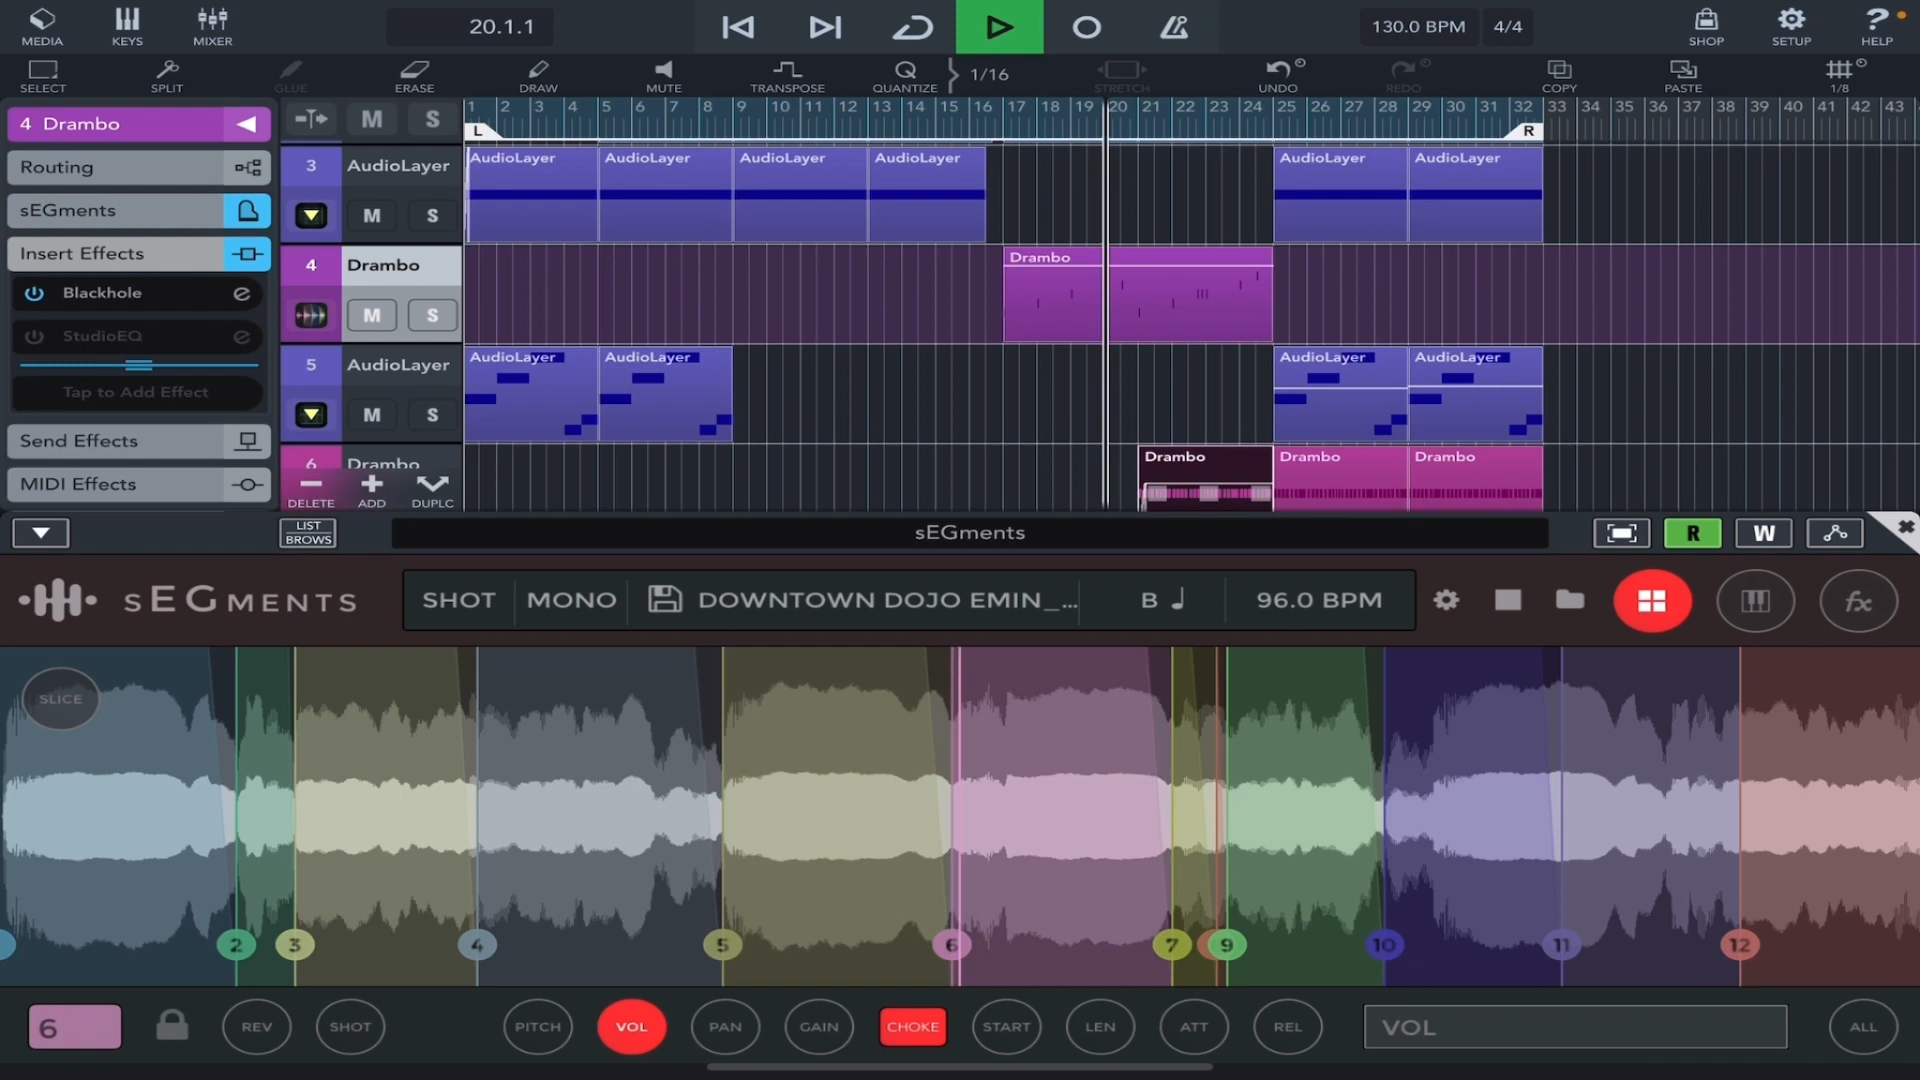 MEDIA KEYS MIXER 20.1.1 130.0 BPM 4/4 SHOP SETUP ? HELP
SELECT SPLIT GLUE ERASE DRAW MUTE TRANSPOSE QUANTIZE 1/16 STRETCH UNDO REDO COPY PASTE 1/8
4 Drambo M S 1 2 3 4 5 6 7 8 9 10 11 12 13 14 15 16 17 18 19 20 21 22 23 24 25 26 27 28 29 30 31 32 33 34 35 36 37 38 39 40 41 42 43
L R
Routing 3 AudioLayer AudioLayer AudioLayer AudioLayer AudioLayer AudioLayer AudioLayer
sEGments M S
Insert Effects 4 Drambo Drambo
Blackhole e M S
StudioEQ e
5 AudioLayer AudioLayer AudioLayer AudioLayer AudioLayer
Tap to Add Effect M S
Send Effects 6 Drambo Drambo Drambo Drambo
MIDI Effects DELETE ADD DUPLC
LIST BROWS sEGments R W
sEGments SHOT MONO DOWNTOWN DOJO EMIN_... B 96.0 BPM fx
SLICE
2 3 4 5 6 7 9 10 11 12
6 REV SHOT PITCH VOL PAN GAIN CHOKE START LEN ATT REL VOL ALL